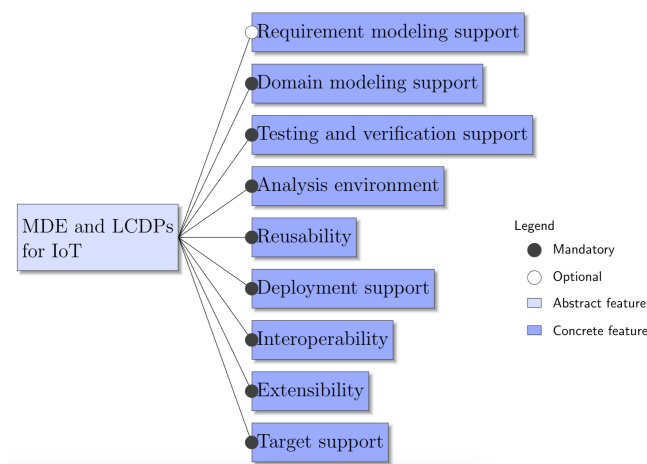 Requirement modeling support
Domain modeling support
Testing and verification support
Analysis environment
MDE and LCDPs
for IoT
Reusability
Deployment support
Interoperability
Extensibility
Target support
Legend
Mandatory
Optional
Abstract feature
Concrete feature